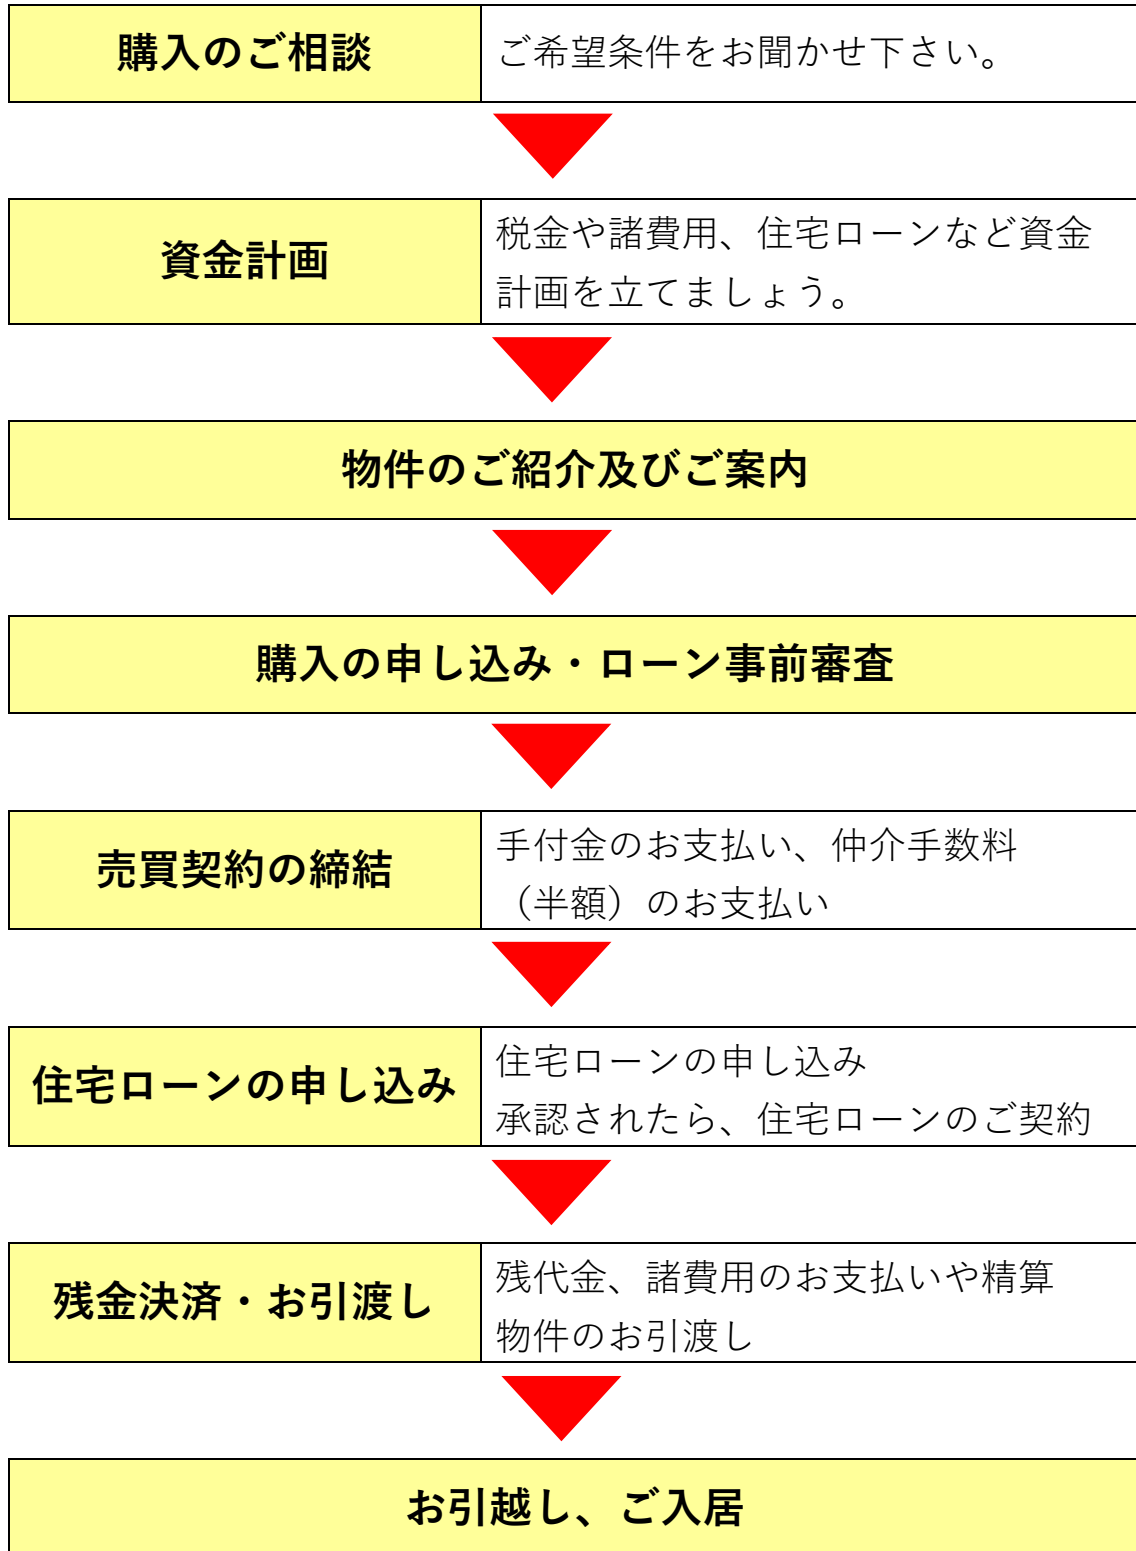 購入のご相談
ご希望条件をお聞かせ下さい。
資金計画
税金や諸費用、住宅ローンなど資金
計画を立てましょう。
物件のご紹介及びご案内
購入の申し込み・ローン事前審査
売買契約の締結
手付金のお支払い、仲介手数料
（半額）のお支払い
住宅ローンの申し込み
住宅ローンの申し込み
承認されたら、住宅ローンのご契約
残金決済・お引渡し
残代金、諸費用のお支払いや精算
物件のお引渡し
お引越し、ご入居